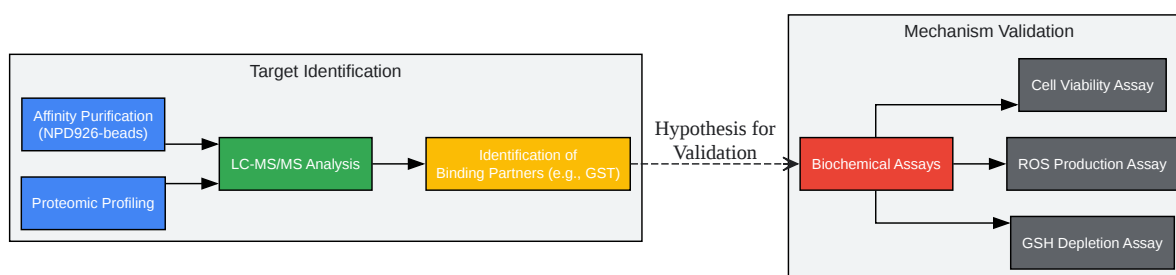 Target Identification
Affinity Purification
(NPD926-beads)
Proteomic Profiling
LC-MS/MS Analysis
Identification of
Binding Partners (e.g., GST)
Hypothesis for
Validation
Mechanism Validation
Biochemical Assays
Cell Viability Assay
ROS Production Assay
GSH Depletion Assay